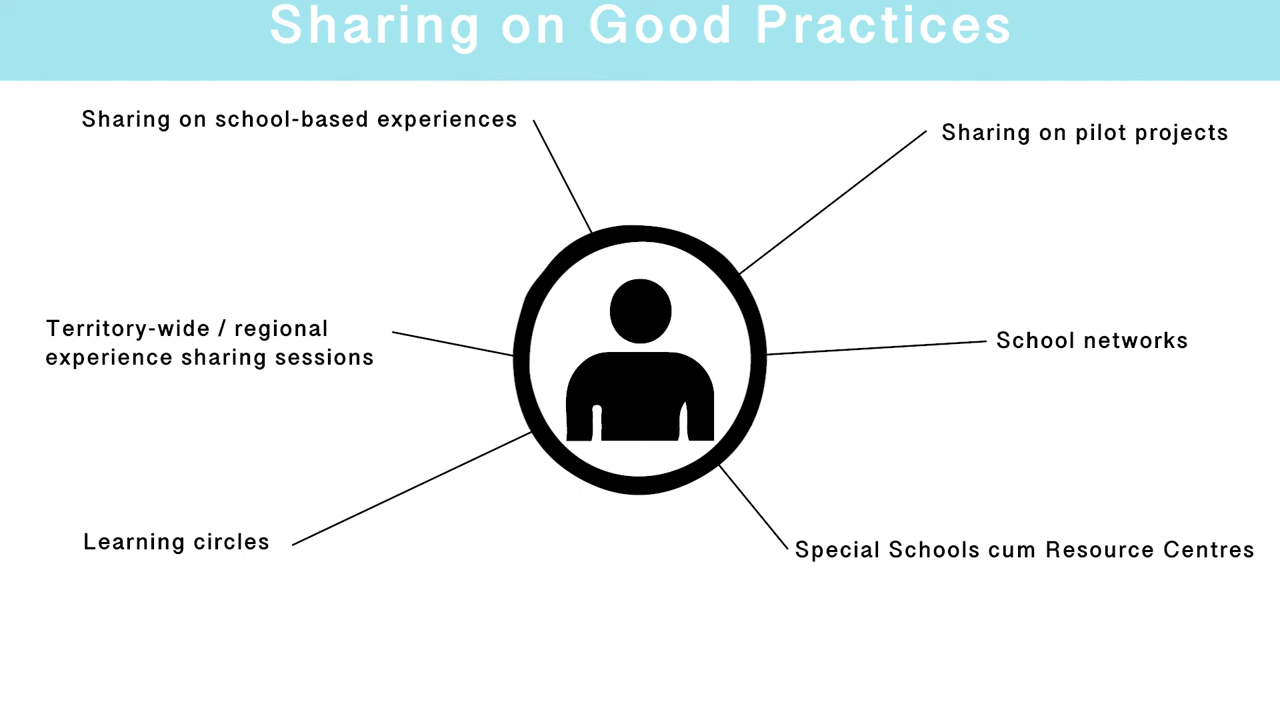 Sharing on Good Practices
Sharing on school-based experiences
Sharing on pilot projects
Territory-wide / regional
experience sharing sessions
School networks
Learning circles
Special Schools cum Resource Centres